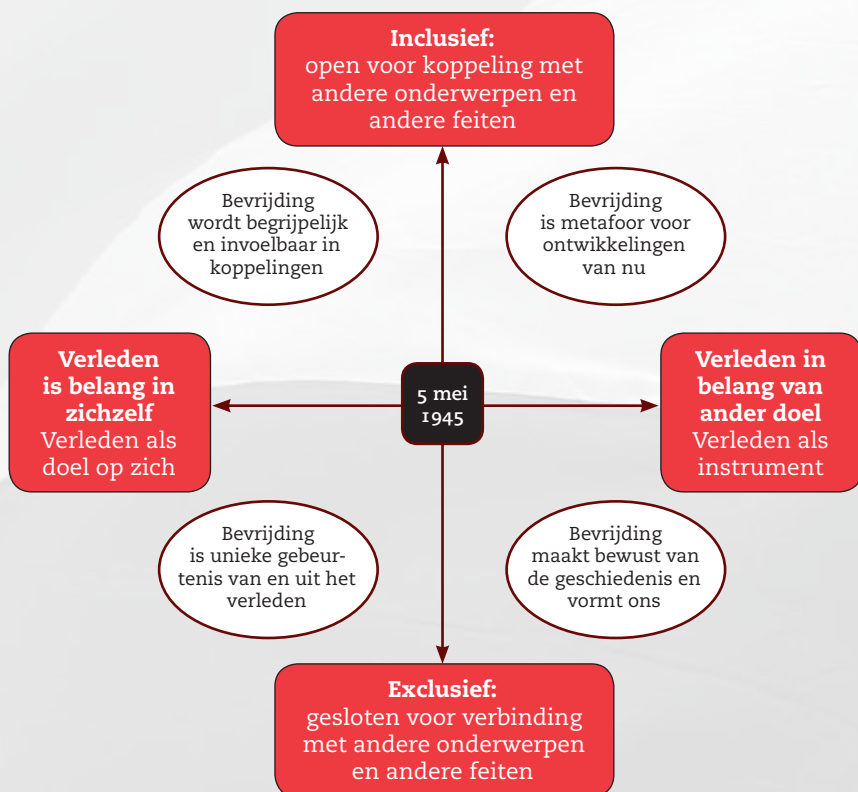 Inclusief:
open voor koppeling met
andere onderwerpen en
andere feiten
Bevrijding
wordt begrijpelijk
en invoelbaar in
koppelingen
Bevrijding
is metafoor voor
ontwikkelingen
van nu
Verleden
is belang in
zichzelf
Verleden als
doel op zich
5 mei
1945
Verleden in
belang van
ander doel
Verleden als
instrument
Bevrijding
is unieke gebeur-
tenis van en uit het
verleden
Bevrijding
maakt bewust van
de geschiedenis en
vormt ons
Exclusief:
gesloten voor verbinding
met andere onderwerpen
en andere feiten